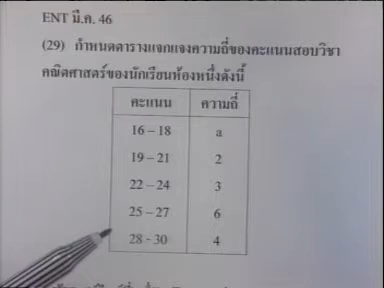 ENT มี.ค. 46
(29) กำหนดตารางแจกแจงความถี่ของคะแนนสอบวิชา
คณิตศาสตร์ของนักเรียนห้องหนึ่งดังนี้
คะแนน ความถี่
16 – 18 a
19 – 21 2
22 – 24 3
25 – 27 6
28 - 30 4